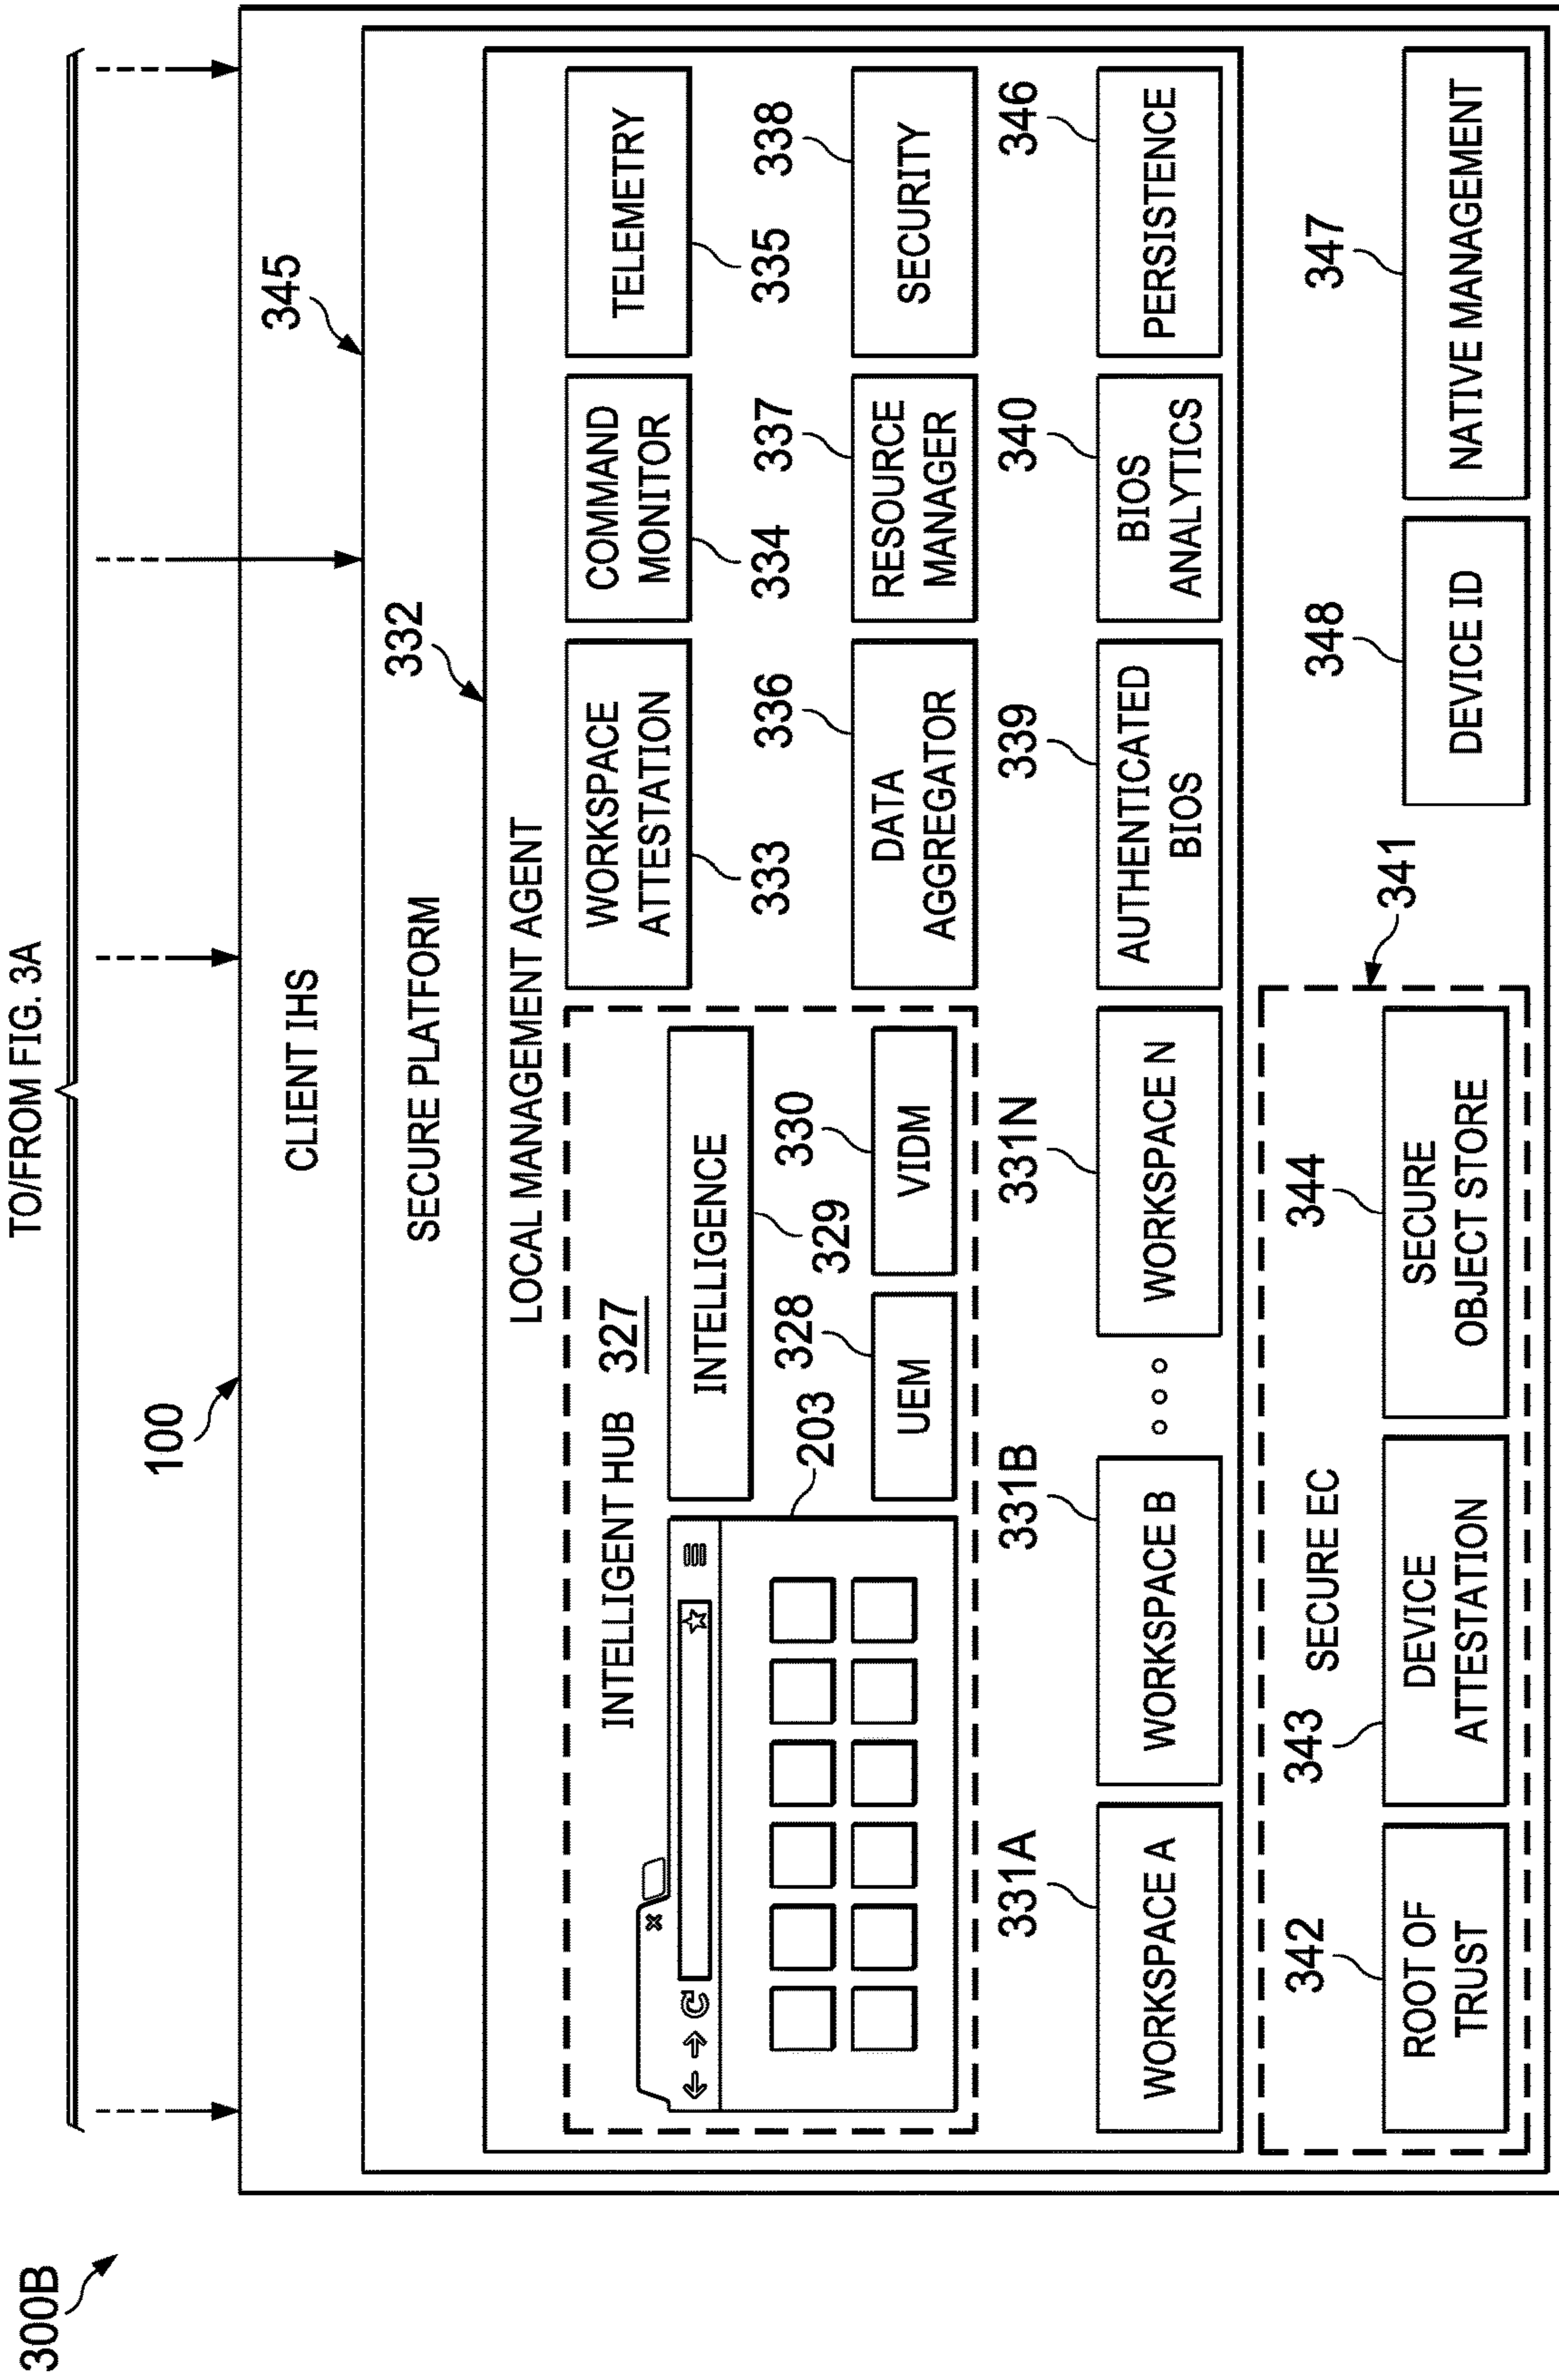 300B
TO/FROM FIG. 3A
100
CLIENT IHS
345
SECURE PLATFORM
332
LOCAL MANAGEMENT AGENT
INTELLIGENT HUB 327
INTELLIGENCE
329
203
328
330
UEM
VIDM
WORKSPACE
ATTESTATION
333
COMMAND
MONITOR
334
TELEMETRY
335
336
DATA
AGGREGATOR
337
RESOURCE
MANAGER
338
SECURITY
331A
WORKSPACE A
331B
WORKSPACE B
331N
WORKSPACE N
339
AUTHENTICATED
BIOS
340
BIOS
ANALYTICS
346
PERSISTENCE
SECURE EC
341
342
ROOT OF
TRUST
343
DEVICE
ATTESTATION
344
SECURE
OBJECT STORE
348
DEVICE ID
347
NATIVE MANAGEMENT